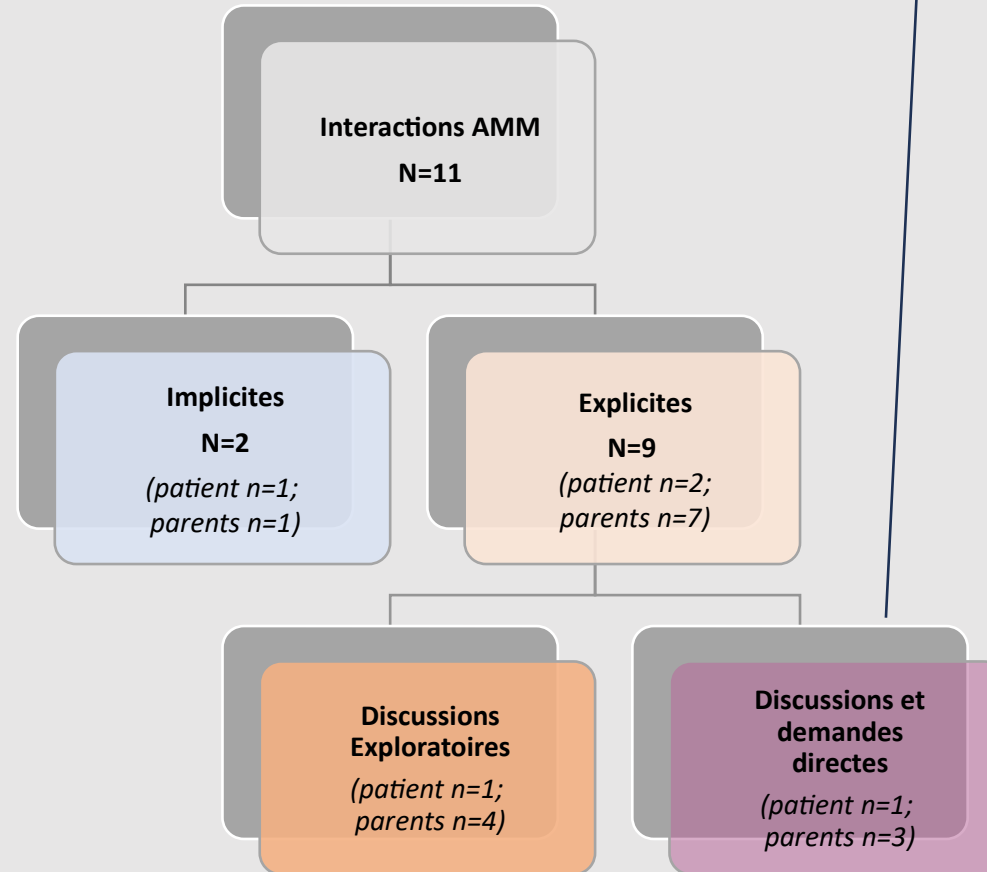 Interactions AMM
N=11
Implicites
N=2
(patient n=1;
parents n=1)
Explicites
N=9
(patient n=2;
parents n=7)
Discussions
Exploratoires
(patient n=1;
parents n=4)
Discussions et
demandes
directes
(patient n=1;
parents n=3)